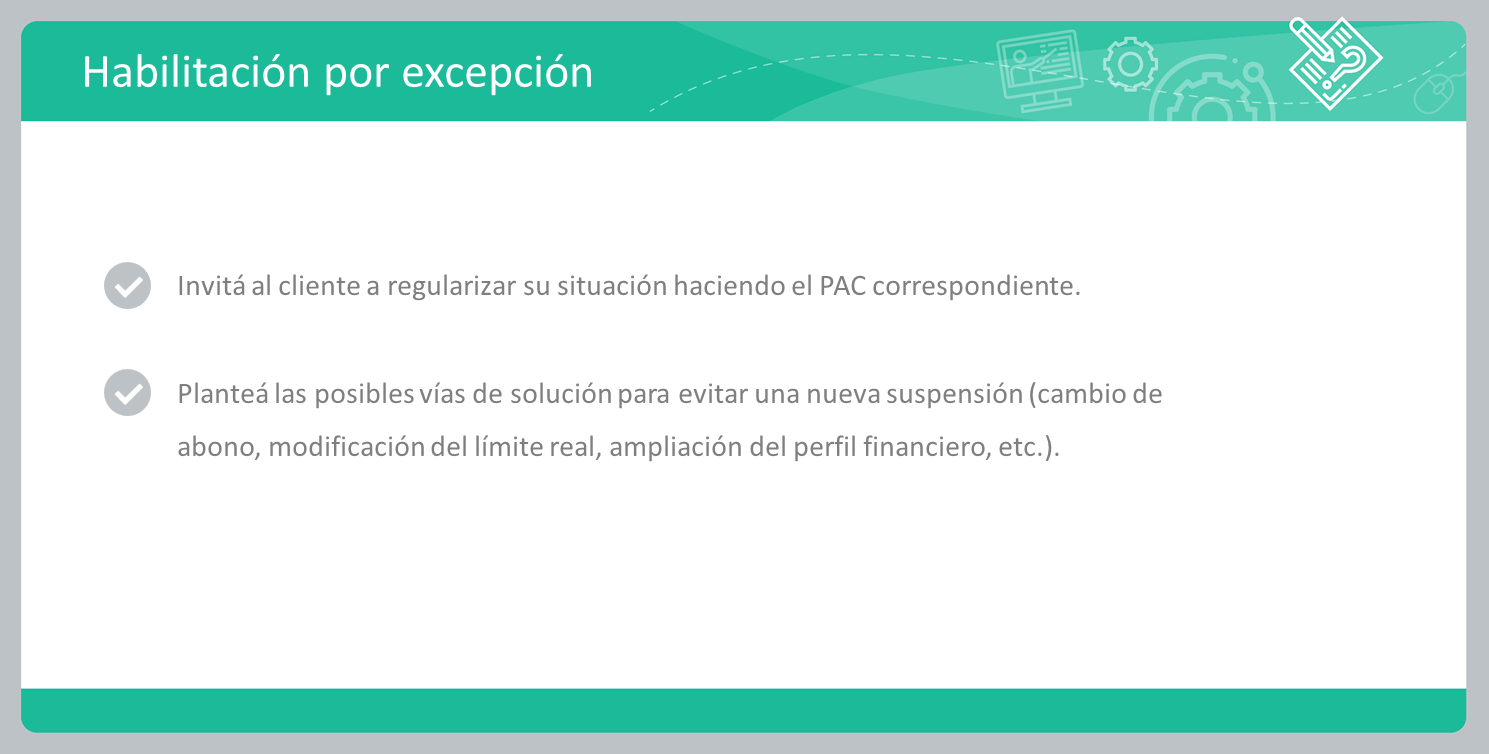 Habilitación por excepción
Invitá al cliente a regularizar su situación haciendo el PAC correspondiente.
Planteá las posibles vías de solución para evitar una nueva suspensión (cambio de
abono, modificación del límite real, ampliación del perfil financiero, etc.).